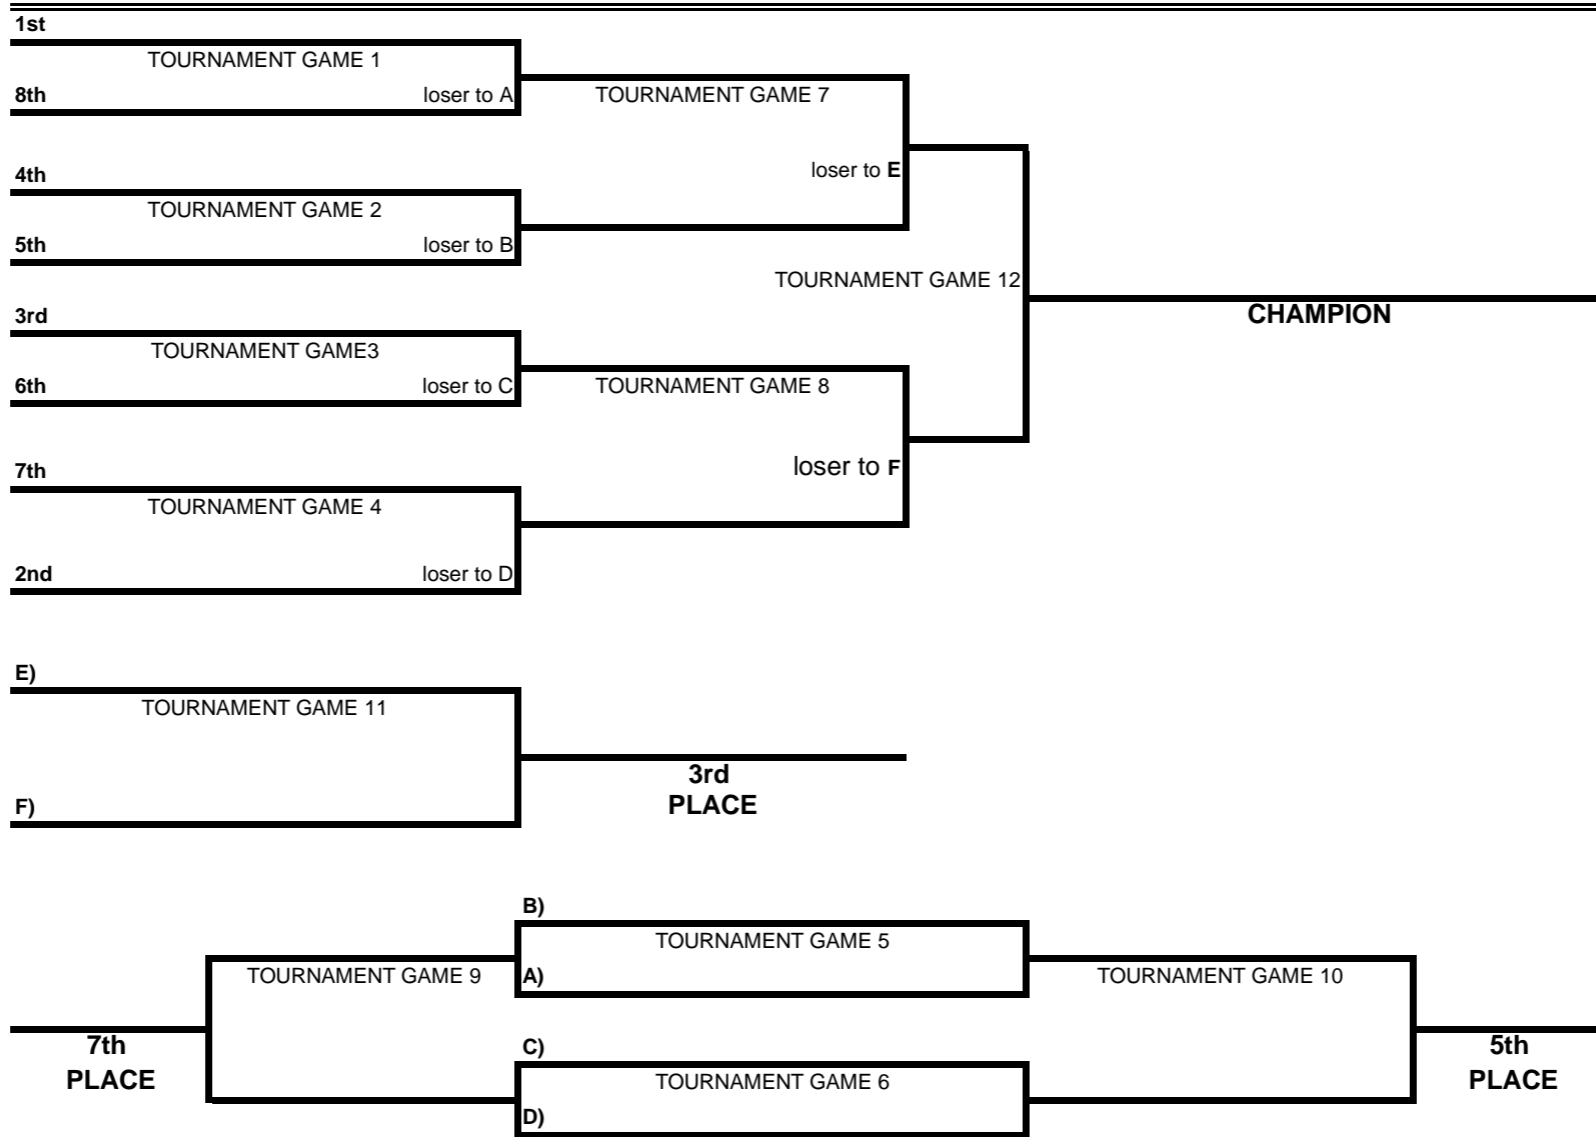 1st
TOURNAMENT GAME 1
8th loser to A TOURNAMENT GAME 7
4th loser to E
TOURNAMENT GAME 2
5th loser to B
TOURNAMENT GAME 12
3rd CHAMPION
TOURNAMENT GAME3
6th loser to C TOURNAMENT GAME 8
7th loser to F
TOURNAMENT GAME 4
2nd loser to D
E)
TOURNAMENT GAME 11
3rd
F) PLACE
B)
TOURNAMENT GAME 5
TOURNAMENT GAME 9 A) TOURNAMENT GAME 10
7th C) 5th
PLACE TOURNAMENT GAME 6 PLACE
D)